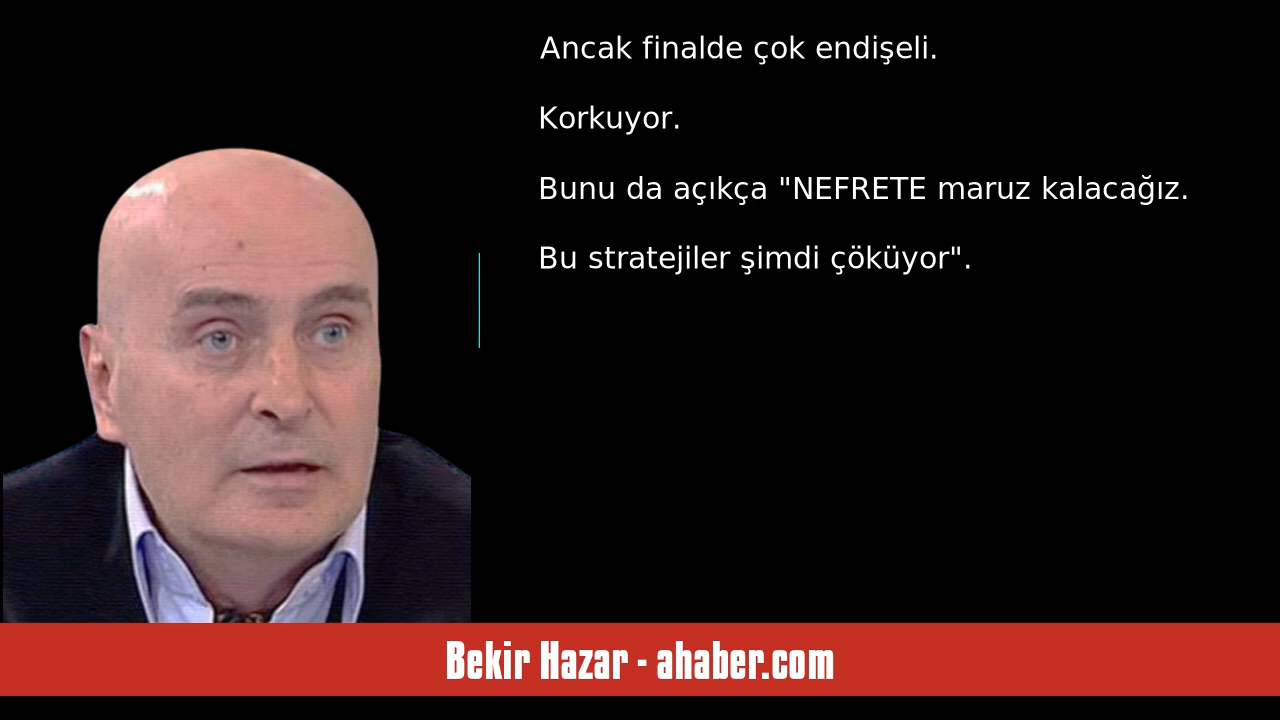 Ancak finalde çok endişeli.
Korkuyor.
Bunu da açıkça "NEFRETE maruz kalacağız.
Bu stratejiler şimdi çöküyor".
Bekir Hazar - ahaber.com